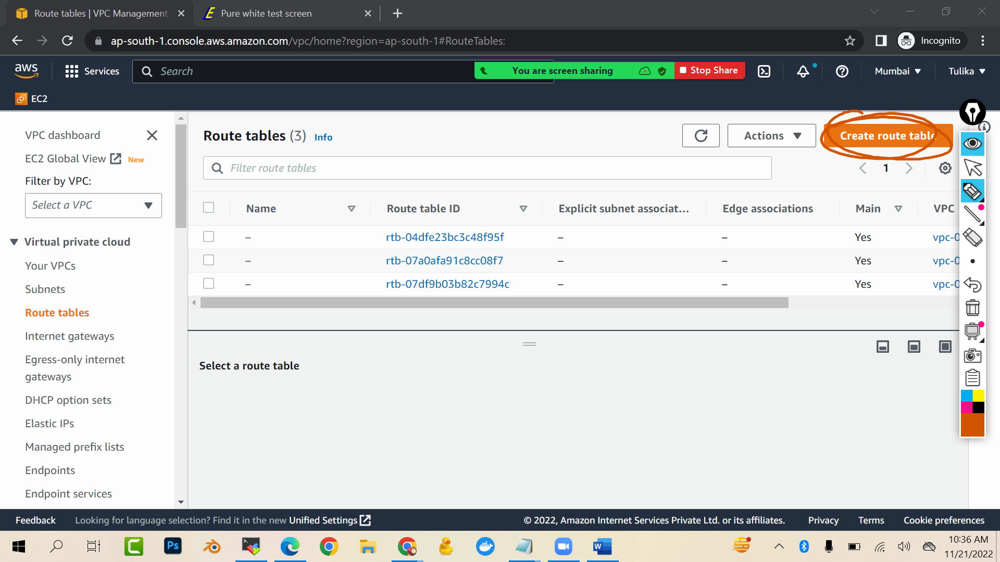 Route tables | VPC Management
Pure white test screen
ap-south-1.console.aws.amazon.com/vpc/home?region=ap-south-1#RouteTables:
Incognito
aws
Services
Search
You are screen sharing
Stop Share
Mumbai
Tulika
EC2
VPC dashboard
EC2 Global View New
Filter by VPC:
Select a VPC
Virtual private cloud
Your VPCs
Subnets
Route tables
Internet gateways
Egress-only internet
gateways
DHCP option sets
Elastic IPs
Managed prefix lists
Endpoints
Endpoint services
Route tables (3) Info
Actions
Create route table
Filter route tables
1
Name Route table ID Explicit subnet associat... Edge associations Main VPC
– rtb-04dfe23bc3c48f95f – – Yes vpc-0
– rtb-07a0afa91c8cc08f7 – – Yes vpc-0
– rtb-07df9b03b82c7994c – – Yes vpc-0
Select a route table
Feedback Looking for language selection? Find it in the new Unified Settings
© 2022, Amazon Internet Services Private Ltd. or its affiliates. Privacy Terms Cookie preferences
Ps
W
10:36 AM
11/21/2022